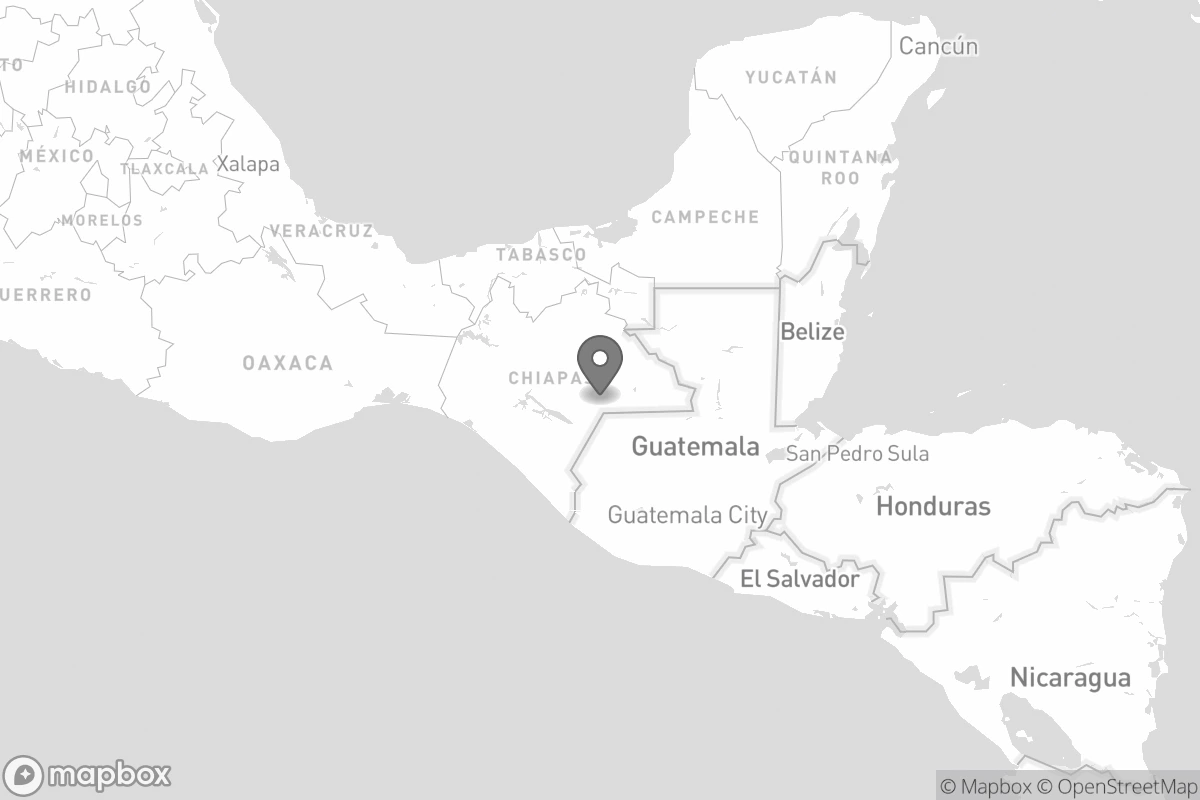 Cancún
YUCATÁN
TO
HIDALGO
QUINTANA
ROO
MÉXICO
TLAXCALA
Xalapa
CAMPECHE
MORELOS
VERACRUZ
TABASCO
UERRERO
Belize
OAXACA
CHIAPAS
Guatemala
San Pedro Sula
Guatemala City
Honduras
El Salvador
Nicaragua
mapbox
© Mapbox © OpenStreetMap